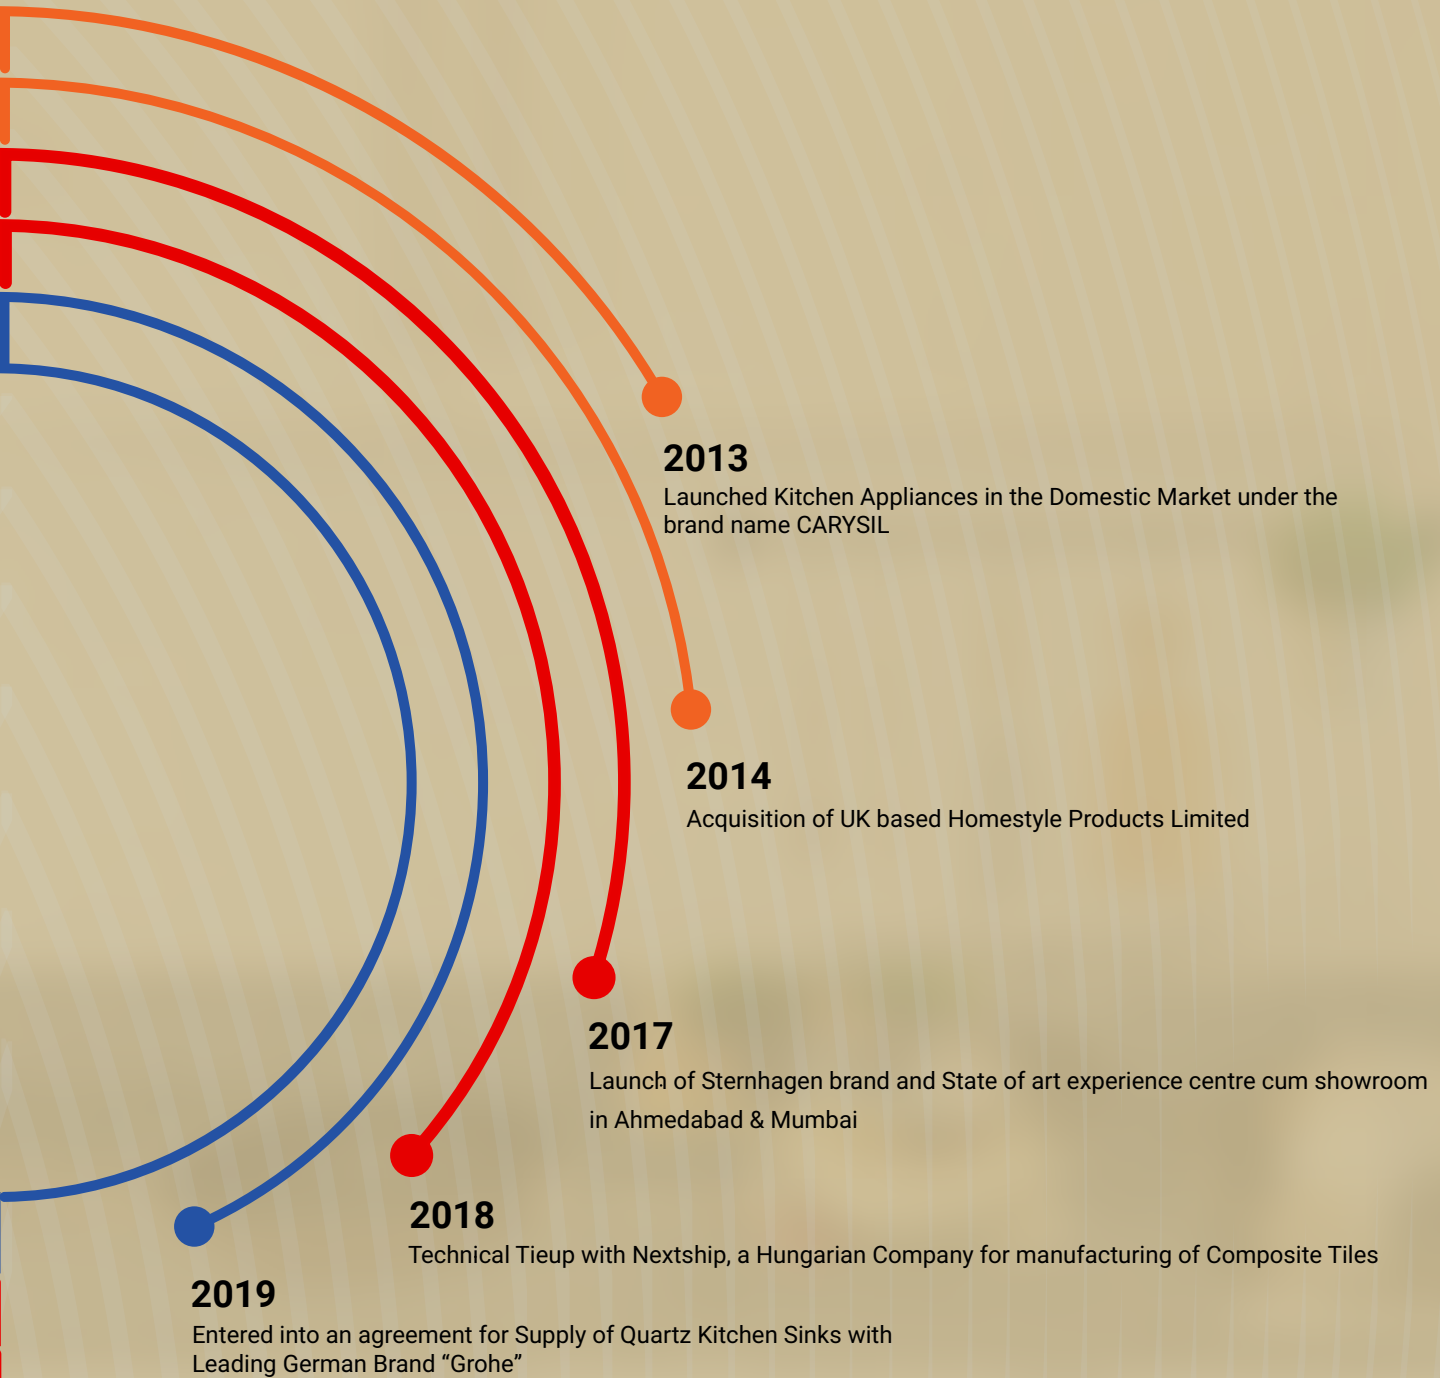 2013
Launched Kitchen Appliances in the Domestic Market under the
brand name CARYSIL
2014
Acquisition of UK based Homestyle Products Limited
2017
Launch of Sternhagen brand and State of art experience centre cum showroom
in Ahmedabad & Mumbai
2018
Technical Tieup with Nextship, a Hungarian Company for manufacturing of Composite Tiles
2019
Entered into an agreement for Supply of Quartz Kitchen Sinks with
Leading German Brand “Grohe”